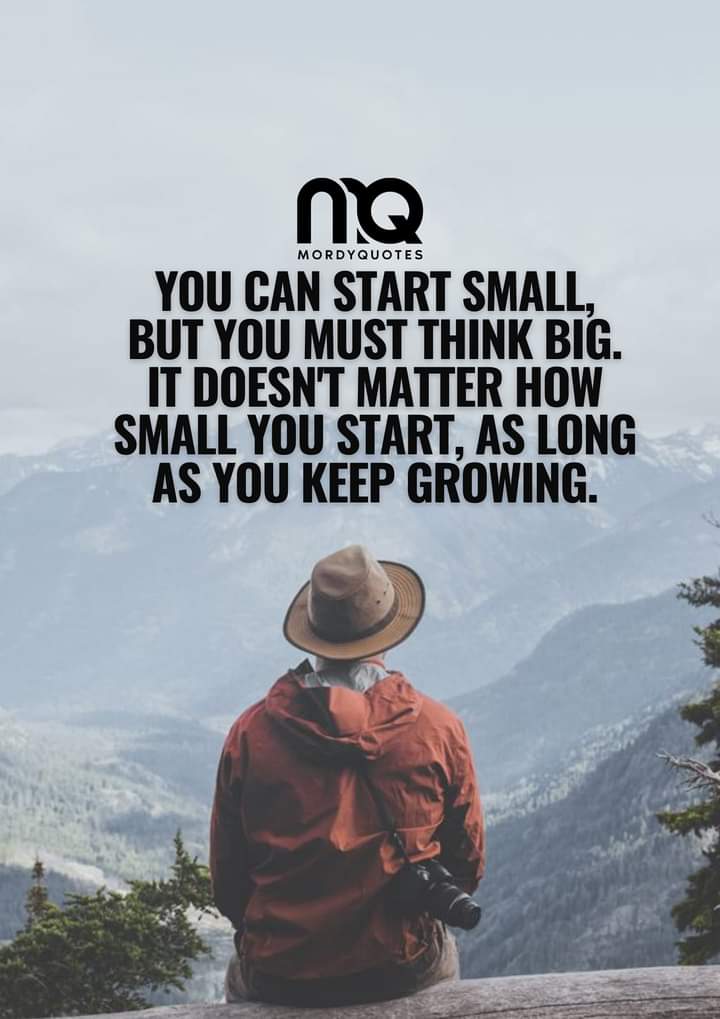 MQ
MORDYQUOTES
YOU CAN START SMALL,
BUT YOU MUST THINK BIG.
IT DOESN'T MATTER HOW
SMALL YOU START, AS LONG
AS YOU KEEP GROWING.